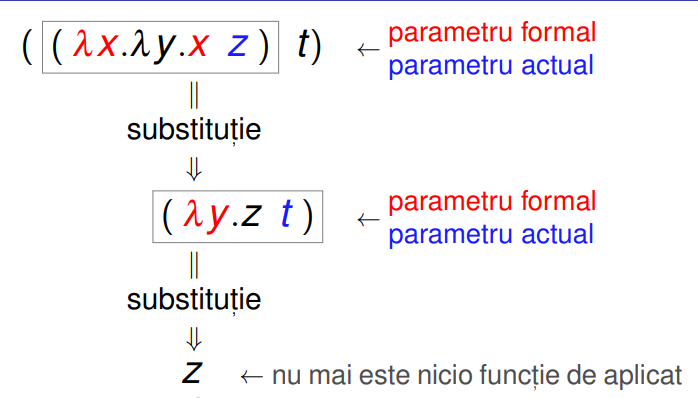 ( ( λx.λy.x z ) t) ← parametru formal
parametru actual
||
substituție
⇓
( λy.z t ) ← parametru formal
parametru actual
||
substituție
⇓
z ← nu mai este nicio funcție de aplicat